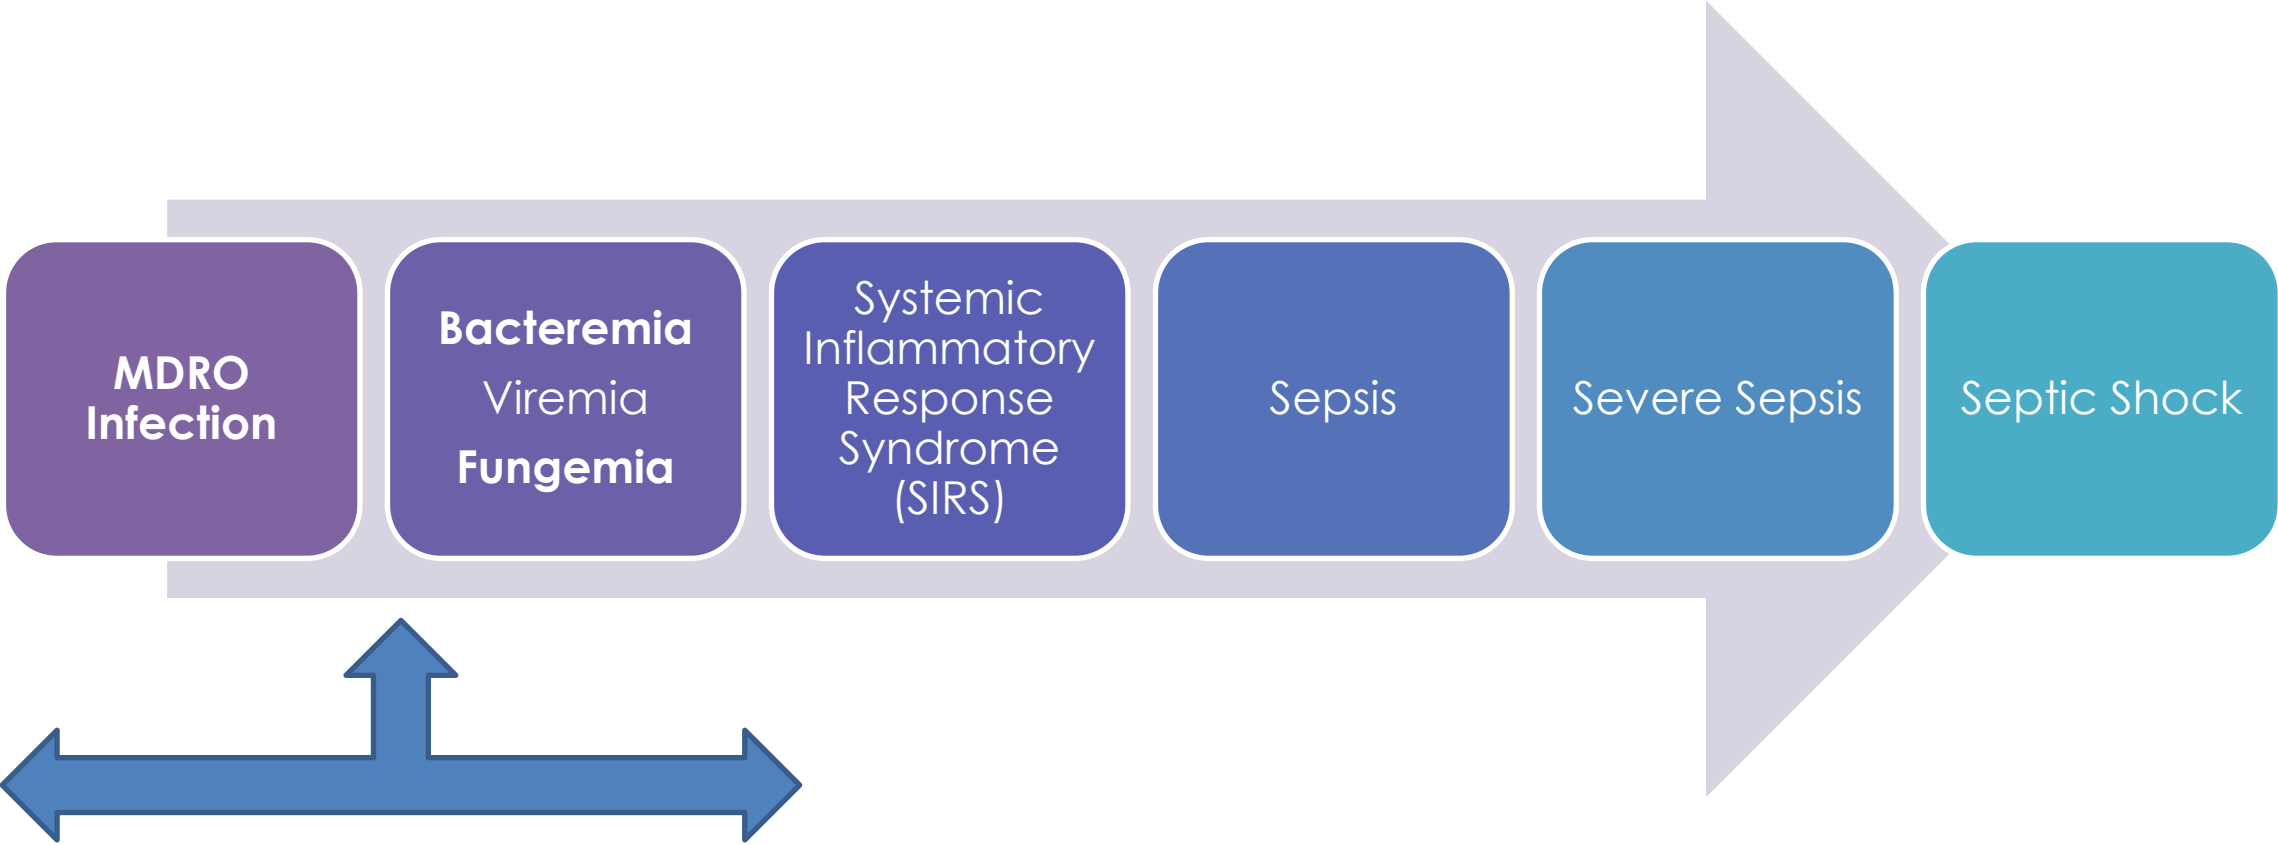 MDRO
Infection
Bacteremia
Viremia
Fungemia
Systemic
Inflammatory
Response
Syndrome
(SIRS)
Sepsis
Severe Sepsis
Septic Shock